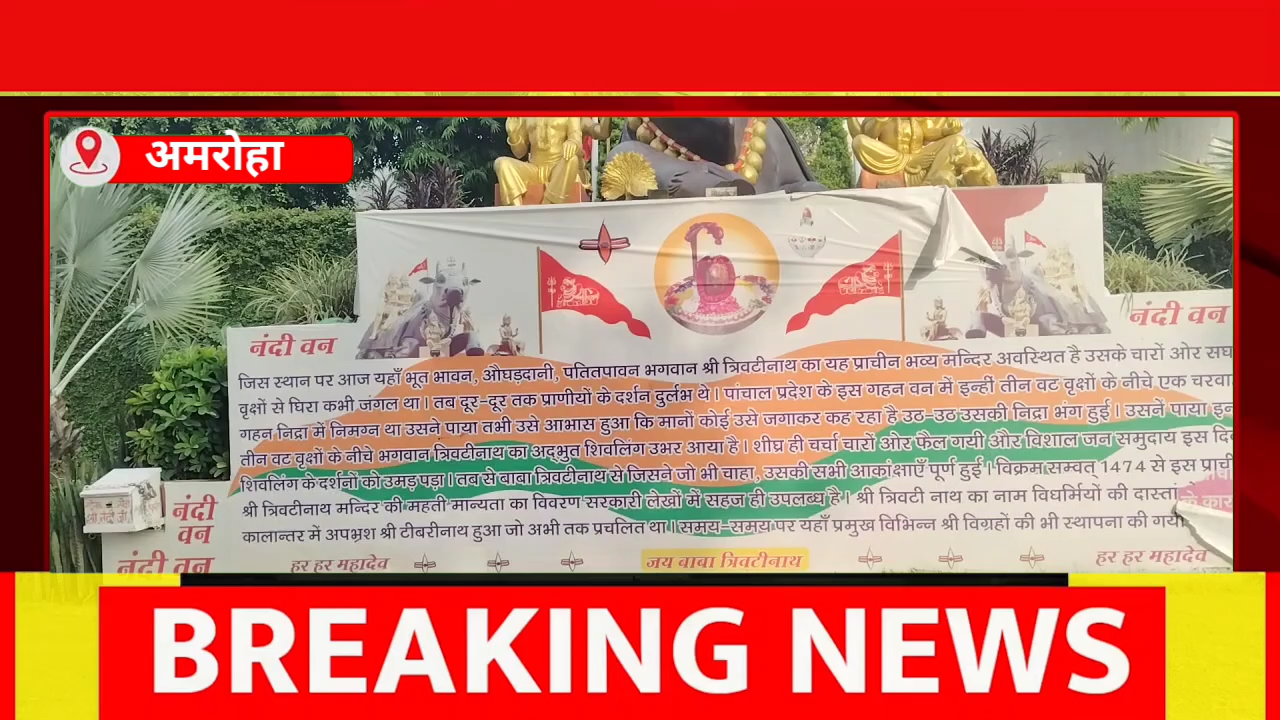 अमरोहा
नंदी वन
नंदी वन
जिस स्थान पर आज यहाँ भूत भावन, औघड़दानी, पतितपावन भगवान श्री त्रिवटीनाथ का यह प्राचीन भव्य मन्दिर अवस्थित है उसके चारों ओर सघ
वृक्षों से घिरा कभी जंगल था । तब दूर-दूर तक प्राणीयों के दर्शन दुर्लभ थे । पांचाल प्रदेश के इस गहन वन में इन्हीं तीन वट वृक्षों के नीचे एक चरवा
गहन निद्रा में निमग्न था उसने पाया तभी उसे आभास हुआ कि मानों कोई उसे जगाकर कह रहा है उठ-उठ उसकी निद्रा भंग हुई । उसनें पाया इन
तीन वट वृक्षों के नीचे भगवान त्रिवटीनाथ का अद्भुत शिवलिंग उभर आया है । शीघ्र ही चर्चा चारों और फैल गयी और विशाल जन समुदाय इस दि
शिवलिंग के दर्शनों को उमड़ पड़ा । तब से बाबा त्रिवटीनाथ से जिसने जो भी चाहा, उसकी सभी आकांक्षाएँ पूर्ण हुई । विक्रम सम्वत् 1474 से इस प्राची
श्री त्रिवटीनाथ मन्दिर की महती मान्यता का विवरण सरकारी लेखों में सहज ही उपलब्ध है । श्री त्रिवटी नाथ का नाम विधर्मियों की दास्तां के कार
कालान्तर में अपभ्रश श्री टीबरीनाथ हुआ जो अभी तक प्रचलित था । समय-समय पर यहाँ प्रमुख विभिन्न श्री विग्रहों की भी स्थापना की गयी
नंदी
वन
नंदी वन
हर हर महादेव
जय बाबा त्रिवटीनाथ
हर हर महादेव
BREAKING NEWS